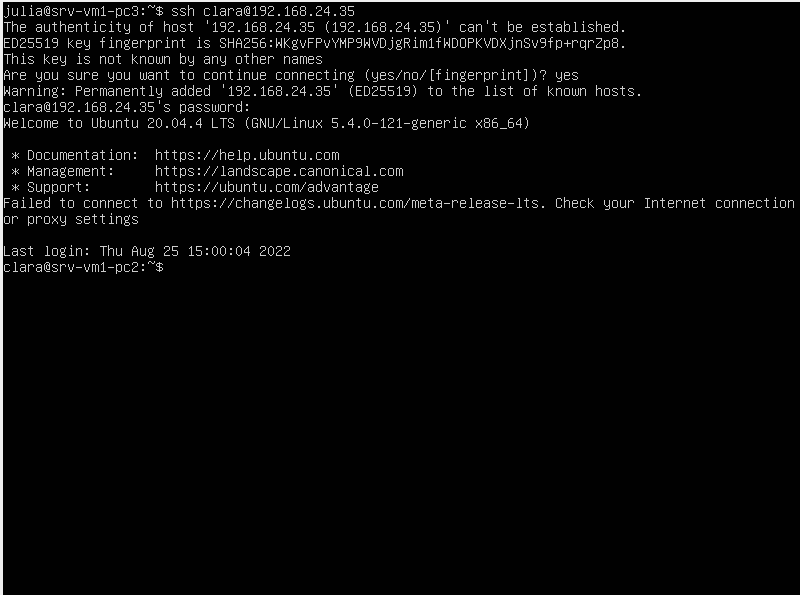 julia@srv-vm1-pc3:~$ ssh clara@192.168.24.35
The authenticity of host '192.168.24.35 (192.168.24.35)' can't be established.
ED25519 key fingerprint is SHA256:WKgvFPvYMP9WVDjgRim1fWDOPKVDXjnSv9fp+rqrZp8.
This key is not known by any other names
Are you sure you want to continue connecting (yes/no/[fingerprint])? yes
Warning: Permanently added '192.168.24.35' (ED25519) to the list of known hosts.
clara@192.168.24.35's password:
Welcome to Ubuntu 20.04.4 LTS (GNU/Linux 5.4.0-121-generic x86_64)

 * Documentation:  https://help.ubuntu.com
 * Management:     https://landscape.canonical.com
 * Support:        https://ubuntu.com/advantage
Failed to connect to https://changelogs.ubuntu.com/meta-release-lts. Check your Internet connection
or proxy settings

Last login: Thu Aug 25 15:00:04 2022
clara@srv-vm1-pc2:~$